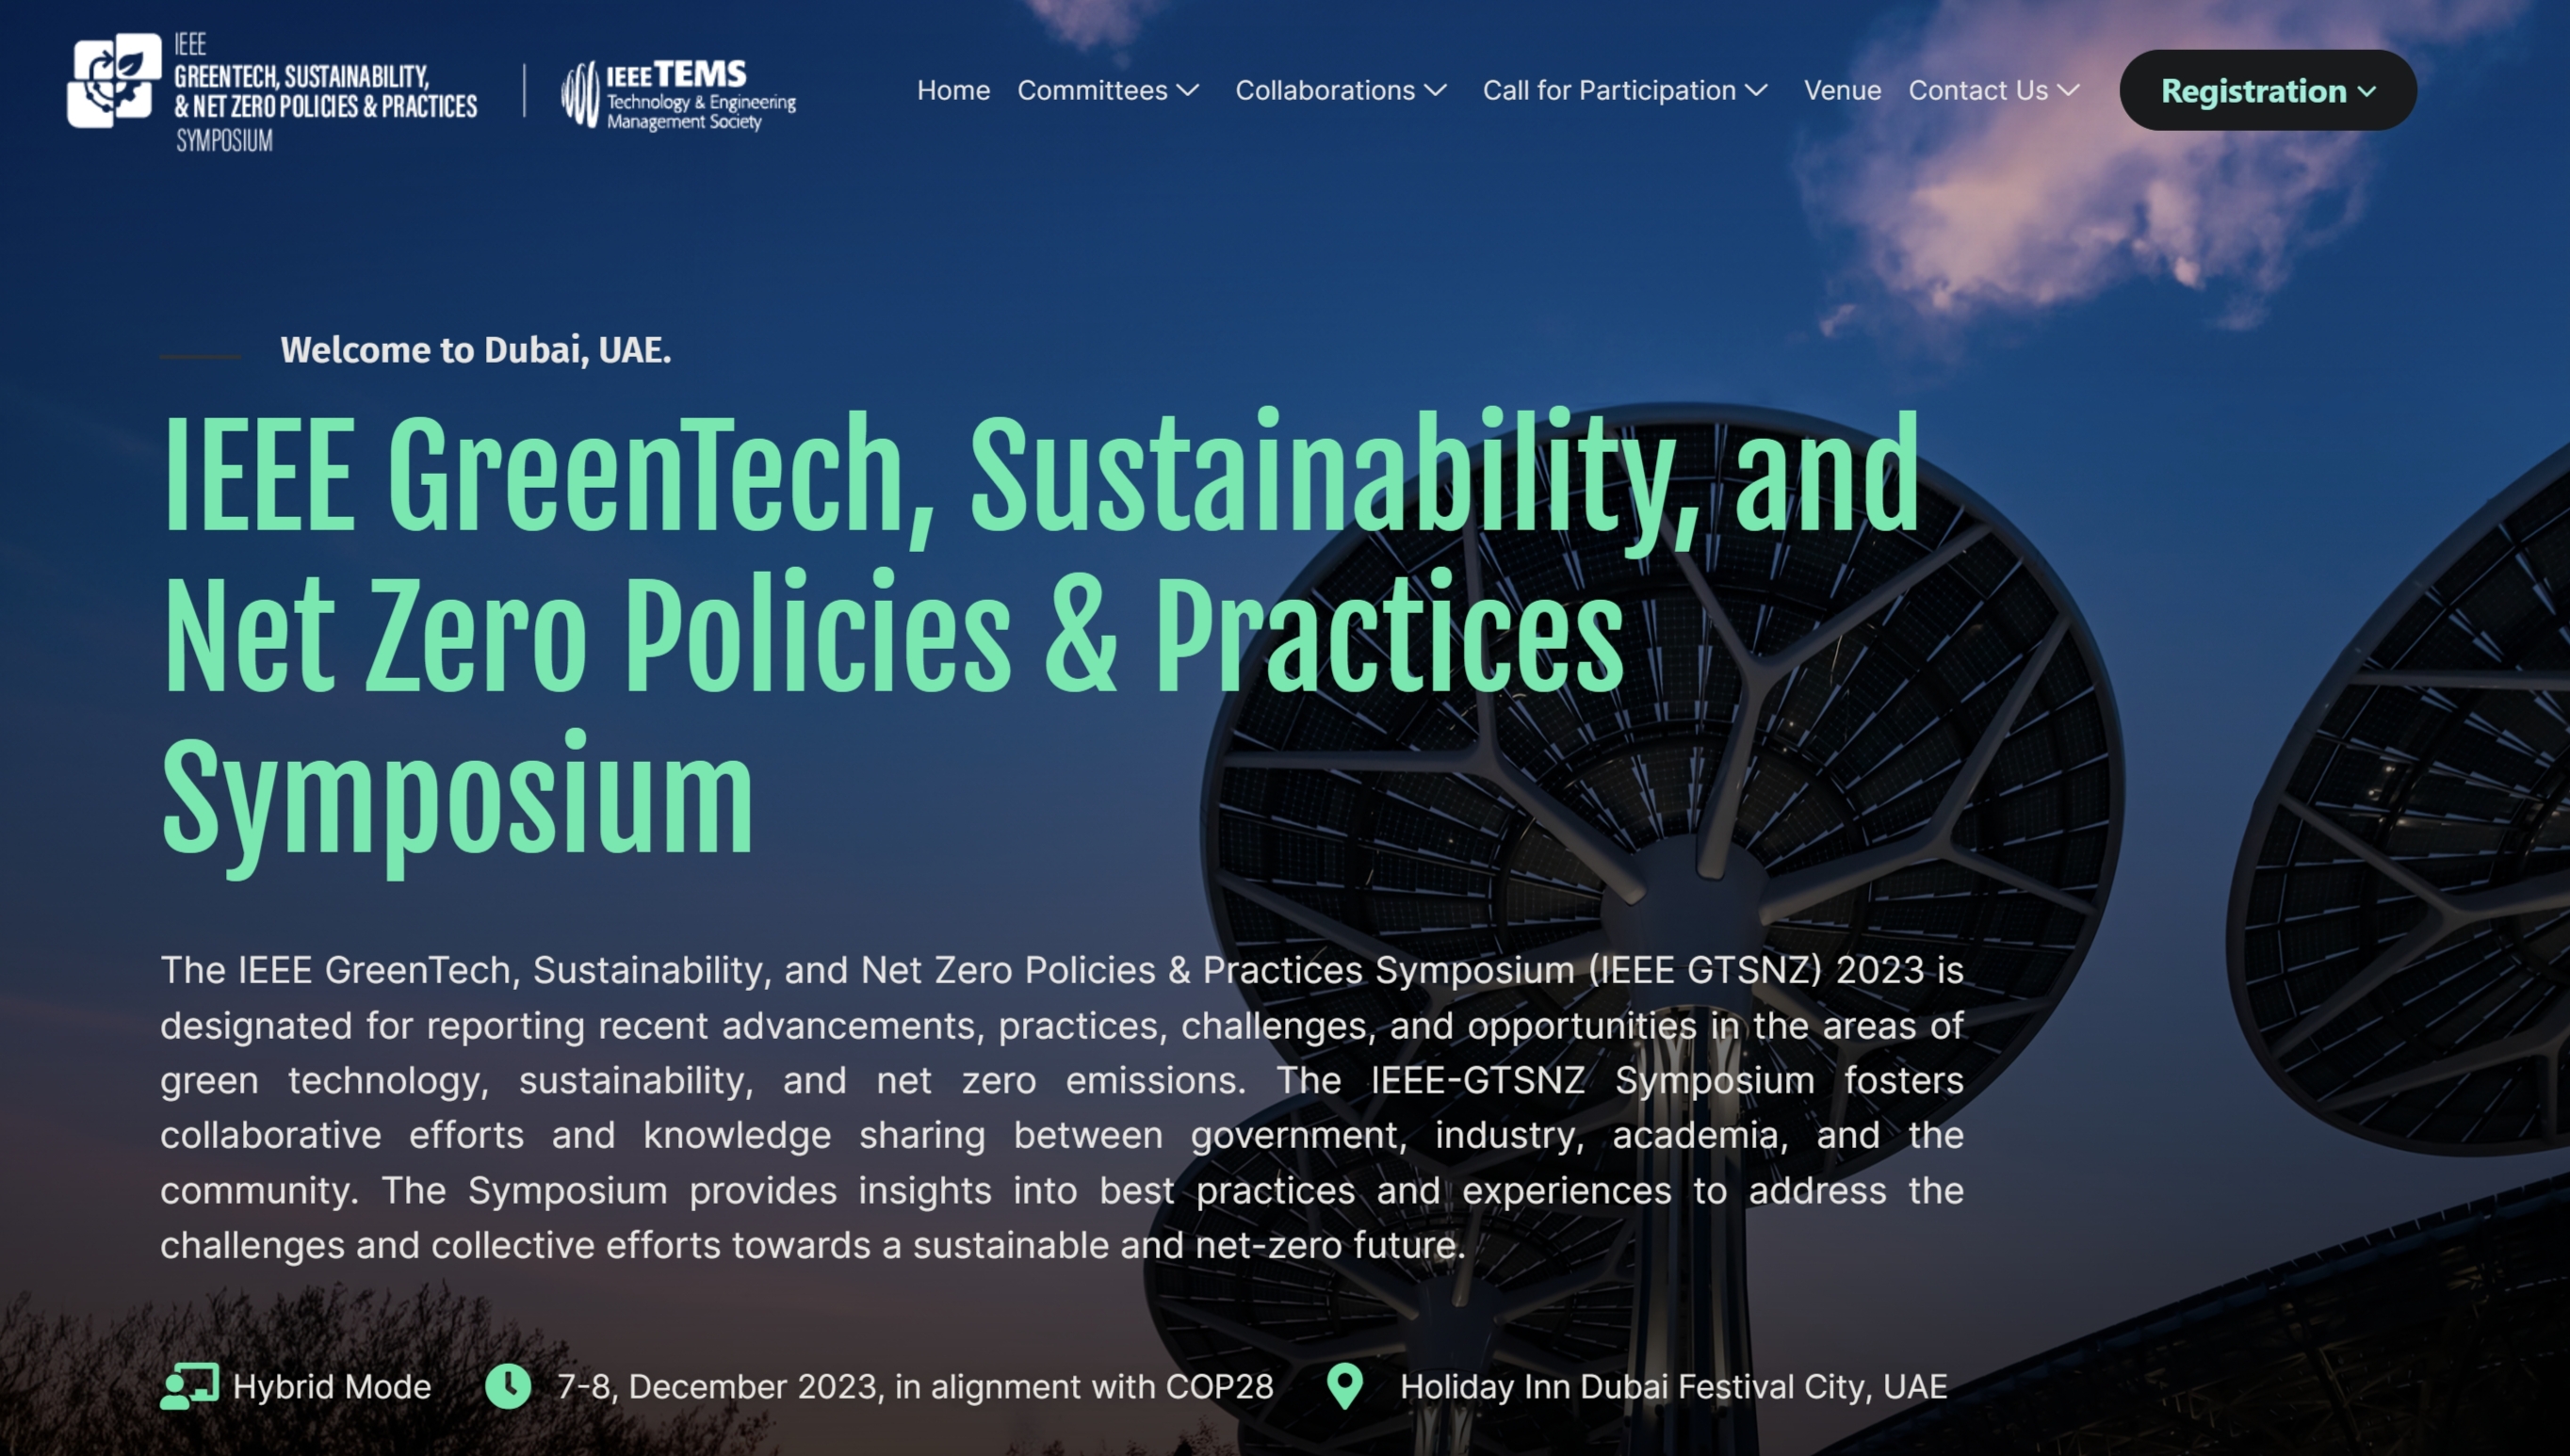 IEEE
GREENTECH, SUSTAINABILITY,
& NET ZERO POLICIES & PRACTICES
SYMPOSIUM
IEEE TEMS
Technology & Engineering
Management Society
Home Committees Collaborations Call for Participation Venue Contact Us Registration
Welcome to Dubai, UAE.
IEEE GreenTech, Sustainability, and
Net Zero Policies & Practices
Symposium
The IEEE GreenTech, Sustainability, and Net Zero Policies & Practices Symposium (IEEE GTSNZ) 2023 is
designated for reporting recent advancements, practices, challenges, and opportunities in the areas of
green technology, sustainability, and net zero emissions. The IEEE-GTSNZ Symposium fosters
collaborative efforts and knowledge sharing between government, industry, academia, and the
community. The Symposium provides insights into best practices and experiences to address the
challenges and collective efforts towards a sustainable and net-zero future.
Hybrid Mode 7-8, December 2023, in alignment with COP28 Holiday Inn Dubai Festival City, UAE